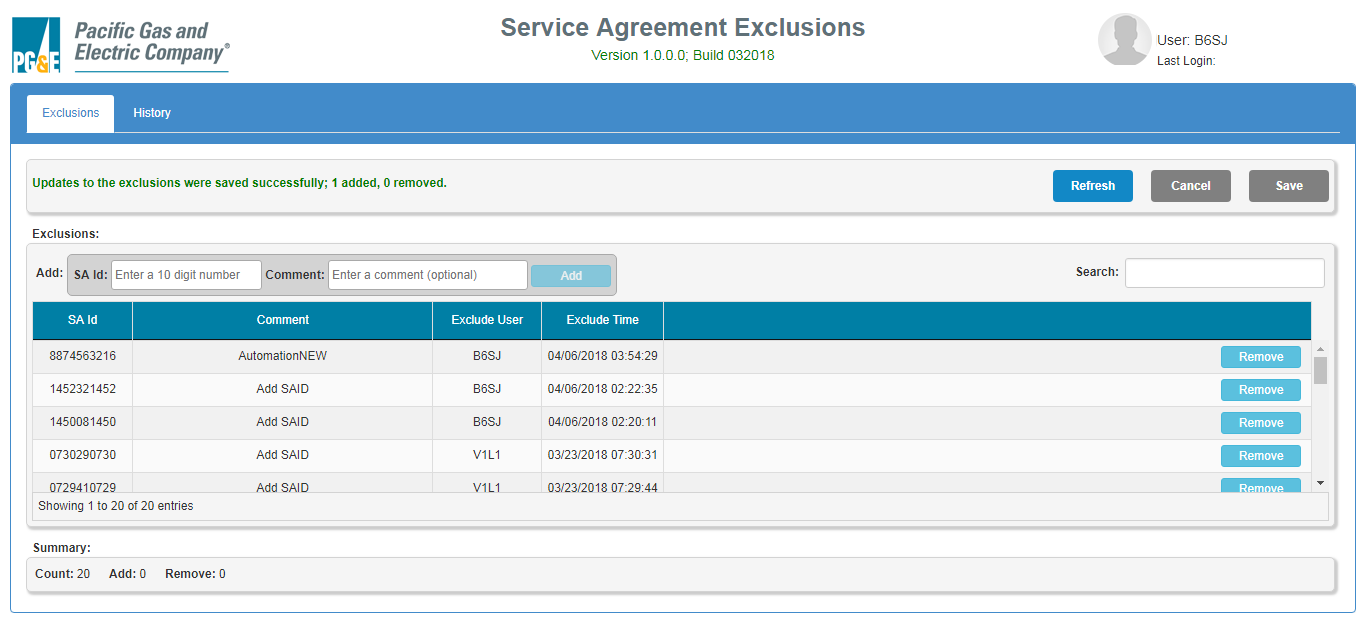 Pacific Gas and
Electric Company®
PG&E
Service Agreement Exclusions
Version 1.0.0.0; Build 032018
User: B6SJ
Last Login:
Exclusions History
Updates to the exclusions were saved successfully; 1 added, 0 removed.
Refresh Cancel Save
Exclusions:
Add: SA Id: Enter a 10 digit number Comment: Enter a comment (optional) Add Search:
SA Id Comment Exclude User Exclude Time
8874563216 AutomationNEW B6SJ 04/06/2018 03:54:29 Remove
1452321452 Add SAID B6SJ 04/06/2018 02:22:35 Remove
1450081450 Add SAID B6SJ 04/06/2018 02:20:11 Remove
0730290730 Add SAID V1L1 03/23/2018 07:30:31 Remove
0729410729 Add SAID V1L1 03/23/2018 07:29:44 Remove
Showing 1 to 20 of 20 entries
Summary:
Count: 20 Add: 0 Remove: 0